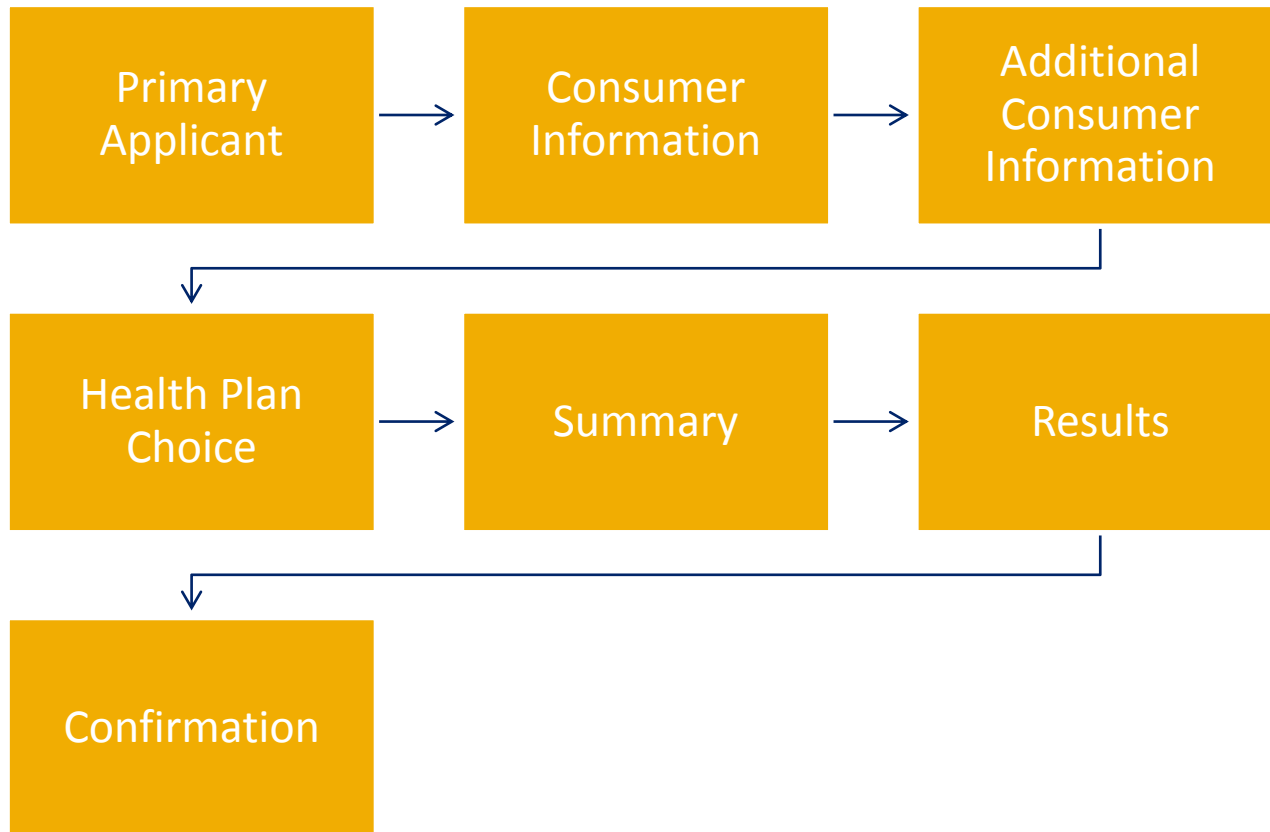 Primary
Applicant
Consumer
Information
Additional
Consumer
Information
Health Plan
Choice
Summary
Results
Confirmation